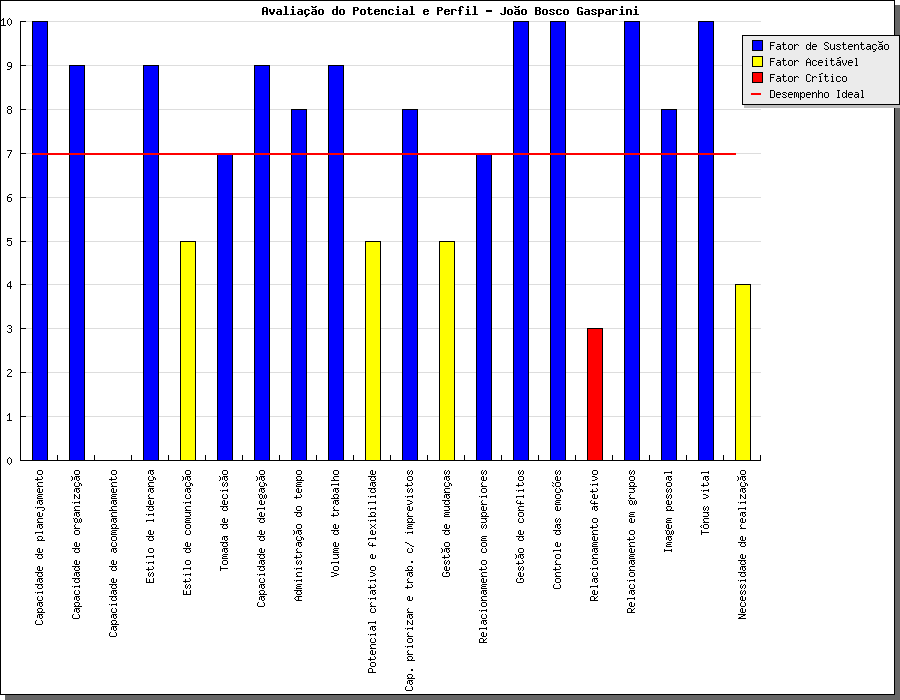 Avaliação do Potencial e Perfil - João Bosco Gasparini
Fator de Sustentação
Fator Aceitável
Fator Crítico
Desempenho Ideal
10
9
8
7
6
5
4
3
2
1
0
Capacidade de planejamento
Capacidade de organização
Capacidade de acompanhamento
Estilo de liderança
Estilo de comunicação
Tomada de decisão
Capacidade de delegação
Administração do tempo
Volume de trabalho
Potencial criativo e flexibilidade
Cap. priorizar e trab. c/ imprevistos
Gestão de mudanças
Relacionamento com superiores
Gestão de conflitos
Controle das emoções
Relacionamento afetivo
Relacionamento em grupos
Imagem pessoal
Tônus vital
Necessidade de realização